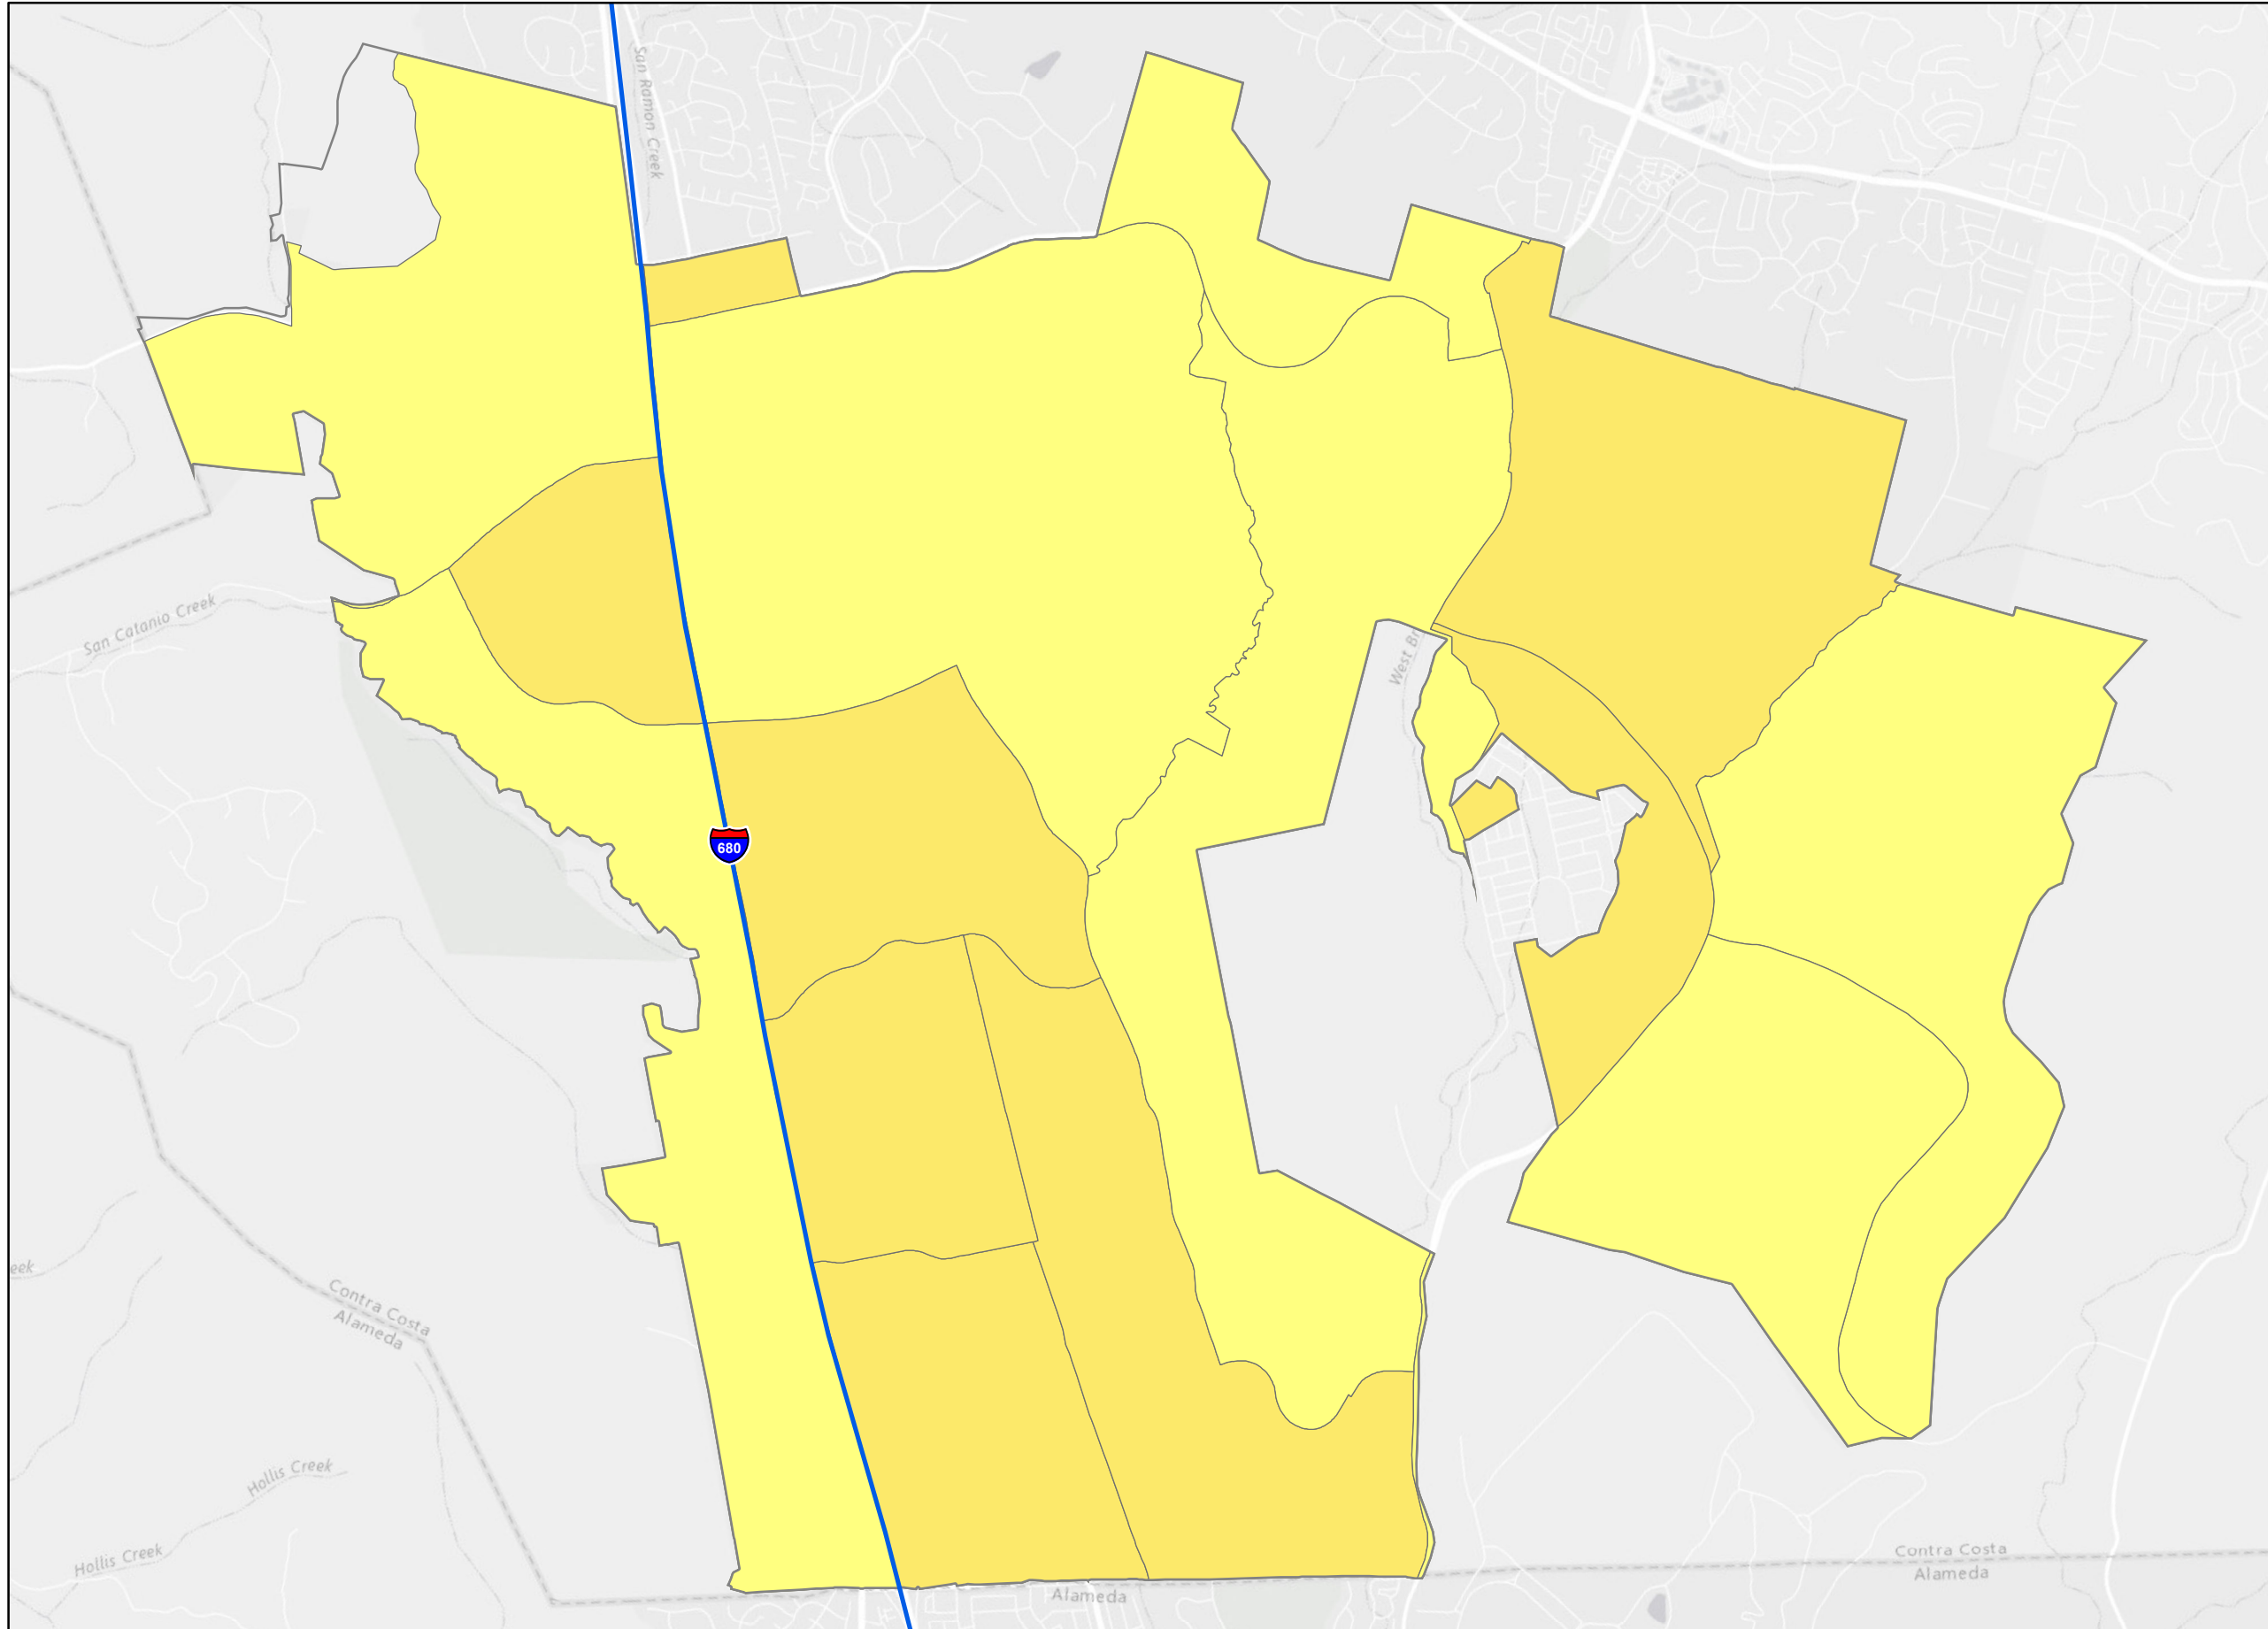 San Ramon Creek
San Catanio Creek
West Br
680
Contra Costa
Alameda
eek
Hollis Creek
Hollis Creek
Alameda
Contra Costa
Alameda